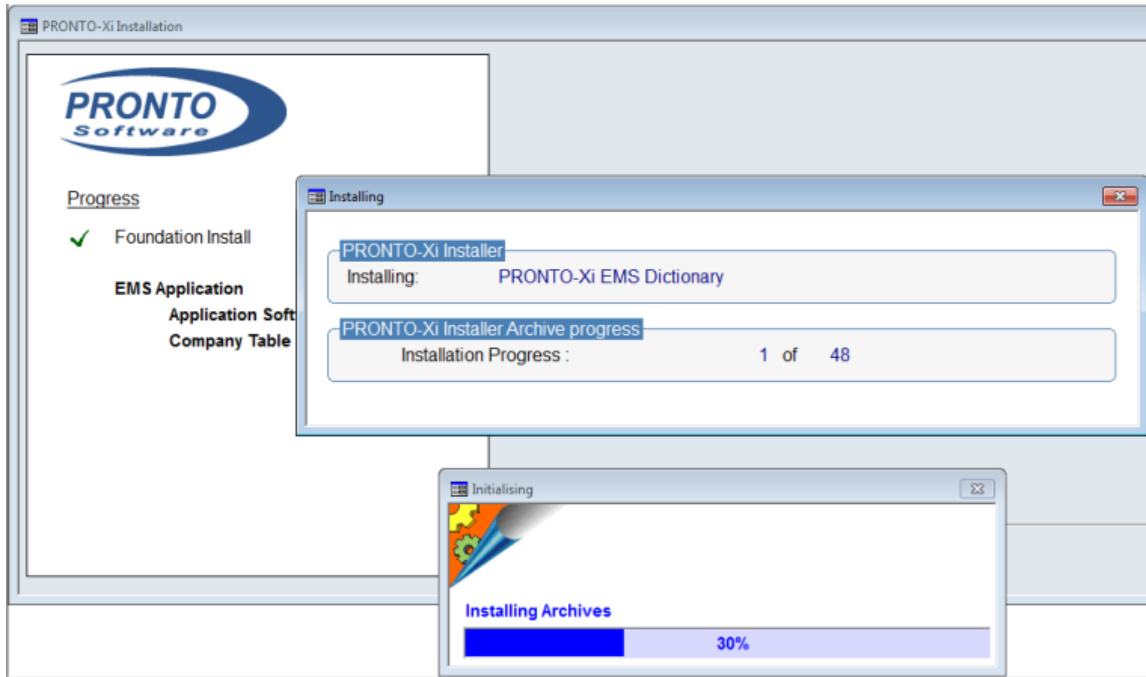 PRONTO-Xi Installation
PRONTO
Software
Progress
Foundation Install
EMS Application
Application Soft
Company Table
Installing
PRONTO-Xi Installer
Installing: PRONTO-Xi EMS Dictionary
PRONTO-Xi Installer Archive progress
Installation Progress : 1 of 48
Initialising
Installing Archives
30%